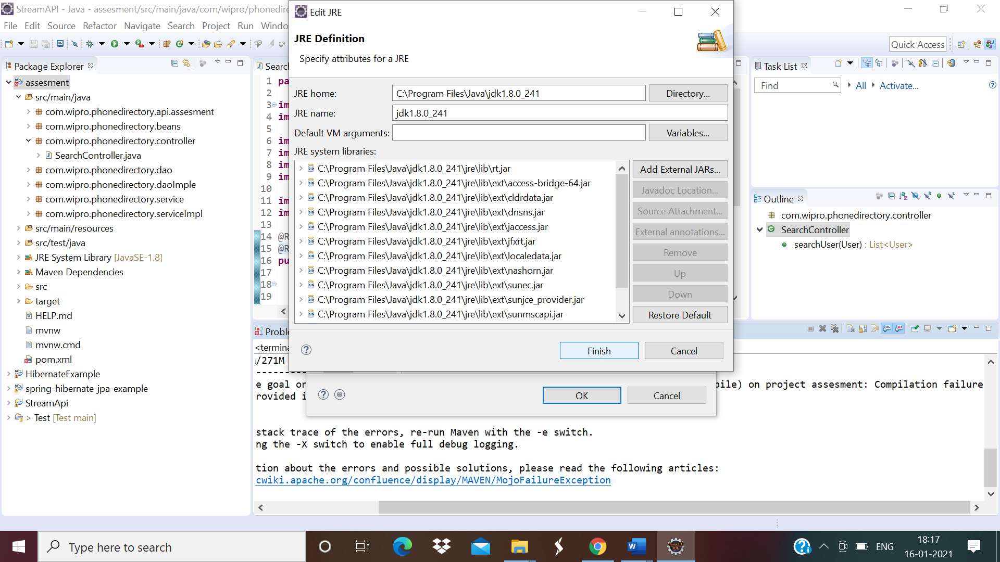 StreamAPI - Java - assesment/src/main/java/com/wipro/phonedire
File Edit Source Refactor Navigate Search Project Run Windo
Quick Access
Package Explorer
assesment
src/main/java
com.wipro.phonedirectory.api.assesment
com.wipro.phonedirectory.beans
com.wipro.phonedirectory.controller
SearchController.java
com.wipro.phonedirectory.dao
com.wipro.phonedirectory.daoImple
com.wipro.phonedirectory.service
com.wipro.phonedirectory.serviceImpl
src/main/resources
src/test/java
JRE System Library [JavaSE-1.8]
Maven Dependencies
src
target
HELP.md
mvnw
mvnw.cmd
pom.xml
HibernateExample
spring-hibernate-jpa-example
StreamApi
> Test [Test main]
Searc
1 pa
2
3 im
4 im
5
6 im
7 im
8 im
9 im
10
11 im
12 im
13
14 @R
15 @R
16 pu
17
18
19
Edit JRE
JRE Definition
Specify attributes for a JRE
JRE home: C:\Program Files\Java\jdk1.8.0_241 Directory...
JRE name: jdk1.8.0_241
Default VM arguments: Variables...
JRE system libraries:
C:\Program Files\Java\jdk1.8.0_241\jre\lib\rt.jar
C:\Program Files\Java\jdk1.8.0_241\jre\lib\ext\access-bridge-64.jar
C:\Program Files\Java\jdk1.8.0_241\jre\lib\ext\cldrdata.jar
C:\Program Files\Java\jdk1.8.0_241\jre\lib\ext\dnsns.jar
C:\Program Files\Java\jdk1.8.0_241\jre\lib\ext\jaccess.jar
C:\Program Files\Java\jdk1.8.0_241\jre\lib\ext\jfxrt.jar
C:\Program Files\Java\jdk1.8.0_241\jre\lib\ext\localedata.jar
C:\Program Files\Java\jdk1.8.0_241\jre\lib\ext\nashorn.jar
C:\Program Files\Java\jdk1.8.0_241\jre\lib\ext\sunec.jar
C:\Program Files\Java\jdk1.8.0_241\jre\lib\ext\sunjce_provider.jar
C:\Program Files\Java\jdk1.8.0_241\jre\lib\ext\sunmscapi.jar
Add External JARs...
Javadoc Location...
Source Attachment...
External annotations...
Remove
Up
Down
Restore Default
Finish Cancel
OK Cancel
Task List
Find All Activate...
Outline
com.wipro.phonedirectory.controller
SearchController
searchUser(User) : List<User>
Proble
<termina
/271M
----------
e goal or
pile) on project assesment: Compilation failure
rovided i
stack trace of the errors, re-run Maven with the -e switch.
ng the -X switch to enable full debug logging.
tion about the errors and possible solutions, please read the following articles:
cwiki.apache.org/confluence/display/MAVEN/MojoFailureException
Type here to search
Java EE
IDE
ENG
18:17
16-01-2021